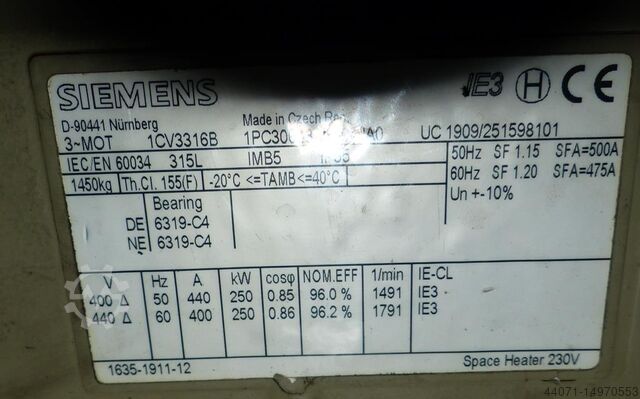 SIEMENS IE3 H CE
D-90441 Nürnberg Made in Czech
3~MOT 1CV3316B UC 1909/251598101
IEC/EN 60034 315L IMB5 50Hz SF 1.15 SFA=500A
1450kg Th.Cl. 155(F) -20°C <=TAMB<=40°C 60Hz SF 1.20 SFA=475A
Un +-10%
Bearing
DE 6319-C4
NE 6319-C4
V Hz A kW cosφ NOM.EFF 1/min IE-CL
400 Δ 50 440 250 0.85 96.0 % 1491 IE3
440 Δ 60 400 250 0.86 96.2 % 1791 IE3
1635-1911-12 Space Heater 230V
44071-14970553